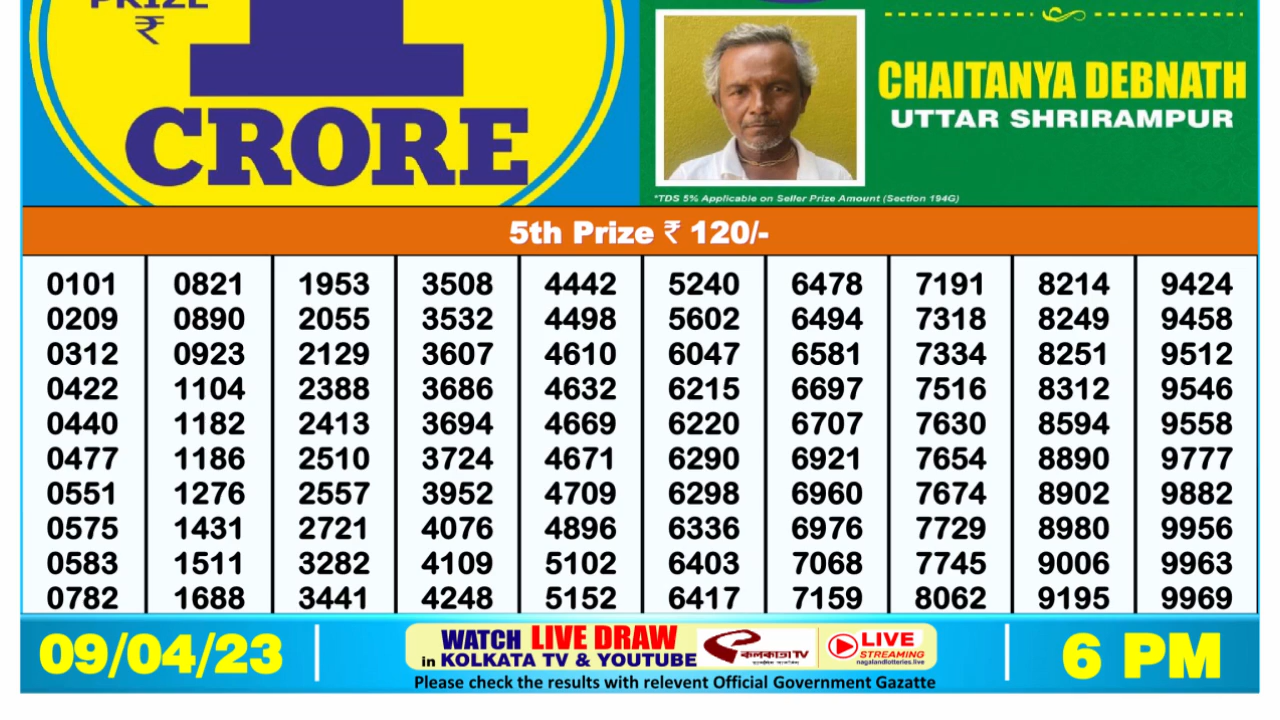 PRIZE
₹
1
CRORE
CHAITANYA DEBNATH
UTTAR SHRIRAMPUR
*TDS 5% Applicable on Seller Prize Amount (Section 194G)
5th Prize ₹ 120/-
0101 0821 1953 3508 4442 5240 6478 7191 8214 9424
0209 0890 2055 3532 4498 5602 6494 7318 8249 9458
0312 0923 2129 3607 4610 6047 6581 7334 8251 9512
0422 1104 2388 3686 4632 6215 6697 7516 8312 9546
0440 1182 2413 3694 4669 6220 6707 7630 8594 9558
0477 1186 2510 3724 4671 6290 6921 7654 8890 9777
0551 1276 2557 3952 4709 6298 6960 7674 8902 9882
0575 1431 2721 4076 4896 6336 6976 7729 8980 9956
0583 1511 3282 4109 5102 6403 7068 7745 9006 9963
0782 1688 3441 4248 5152 6417 7159 8062 9195 9969
09/04/23
WATCH LIVE DRAW
in KOLKATA TV & YOUTUBE
কলকাতা TV
LIVE
STREAMING
nagalandlotteries.live
6 PM
Please check the results with relevent Official Government Gazatte